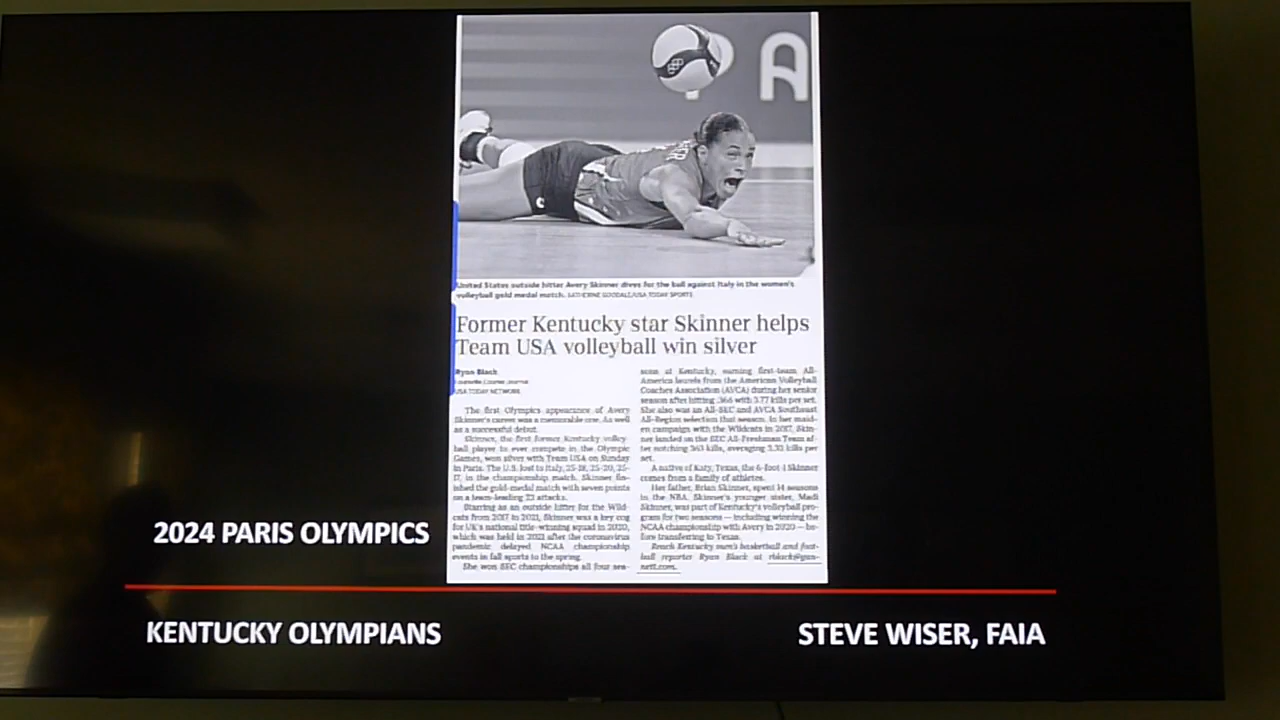 PA
United States outside hitter Avery Skinner dives for the ball against Italy in the women's
volleyball gold medal match. KATHERINE GOODALE/USA TODAY SPORTS
Former Kentucky star Skinner helps
Team USA volleyball win silver
Ryan Black
Louisville Courier Journal
USA TODAY NETWORK
The first Olympics appearance of Avery
Skinner's career was a memorable one. As well
as a successful debut.
Skinner, the first former Kentucky volley-
ball player to ever compete in the Olympic
Games, won silver with Team USA on Sunday
in Paris. The U.S. lost to Italy, 25-18, 25-20, 25-
17, in the championship match. Skinner fin-
ished the gold-medal match with seven points
on a team-leading 23 attacks.
Starring as an outside hitter for the Wild-
cats from 2017 to 2021, Skinner was a key cog
for UK's national title-winning squad in 2020,
which was held in 2021 after the coronavirus
pandemic delayed NCAA championship
events in fall sports to the spring.
She won SEC championships all four sea-
sons at Kentucky, earning first-team All-
America laurels from the American Volleyball
Coaches Association (AVCA) during her senior
season after hitting .366 with 3.77 kills per set.
She also was an All-SEC and AVCA Southeast
All-Region selection that season. In her maid-
en campaign with the Wildcats in 2017, Skin-
ner landed on the SEC All-Freshman Team af-
ter notching 363 kills, averaging 3.33 kills per
set.
A native of Katy, Texas, the 6-foot-1 Skinner
comes from a family of athletes.
Her father, Brian Skinner, spent 14 seasons
in the NBA. Skinner's younger sister, Madi
Skinner, was part of Kentucky's volleyball pro-
gram for two seasons — including winning the
NCAA championship with Avery in 2020 — be-
fore transferring to Texas.
Reach Kentucky men's basketball and foot-
ball reporter Ryan Black at rblack@gan-
nett.com.
2024 PARIS OLYMPICS
KENTUCKY OLYMPIANS
STEVE WISER, FAIA